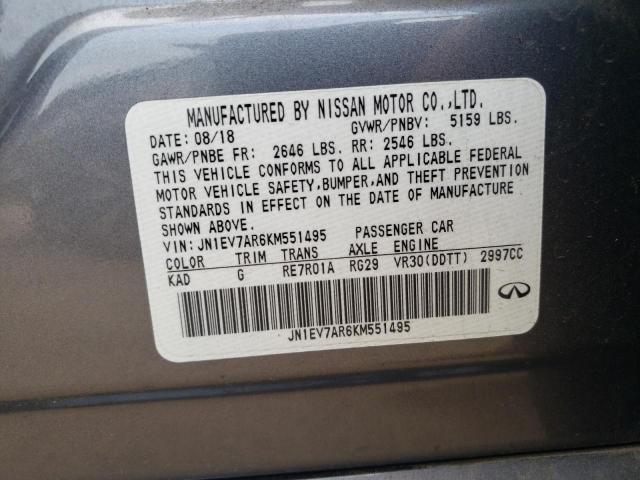 MANUFACTURED BY NISSAN MOTOR CO.,LTD.
DATE: 08/18 GVWR/PNBV: 5159 LBS.
GAWR/PNBE FR: 2646 LBS. RR: 2546 LBS.
THIS VEHICLE CONFORMS TO ALL APPLICABLE FEDERAL
MOTOR VEHICLE SAFETY,BUMPER,AND THEFT PREVENTION
STANDARDS IN EFFECT ON THE DATE OF MANUFACTURE
SHOWN ABOVE.
VIN: JN1EV7AR6KM551495 PASSENGER CAR
COLOR TRIM TRANS AXLE ENGINE
KAD G RE7R01A RG29 VR30(DDTT) 2997CC
JN1EV7AR6KM551495